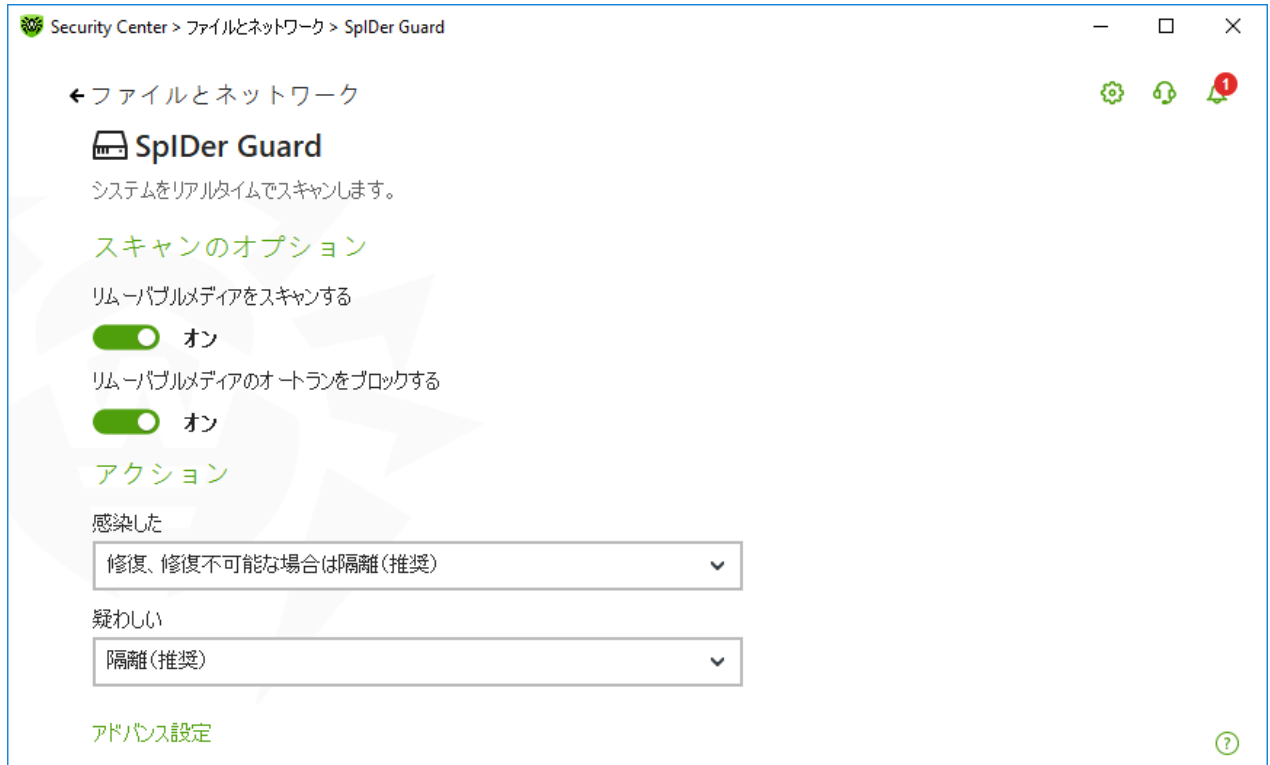 Security Center > ファイルとネットワーク > SpIDer Guard
ファイルとネットワーク
1
SpIDer Guard
システムをリアルタイムでスキャンします。
スキャンのオプション
リムーバブルメディアをスキャンする
オン
リムーバブルメディアのオートランをブロックする
オン
アクション
感染した
修復、修復不可能な場合は隔離(推奨)
疑わしい
隔離(推奨)
アドバンス設定
?